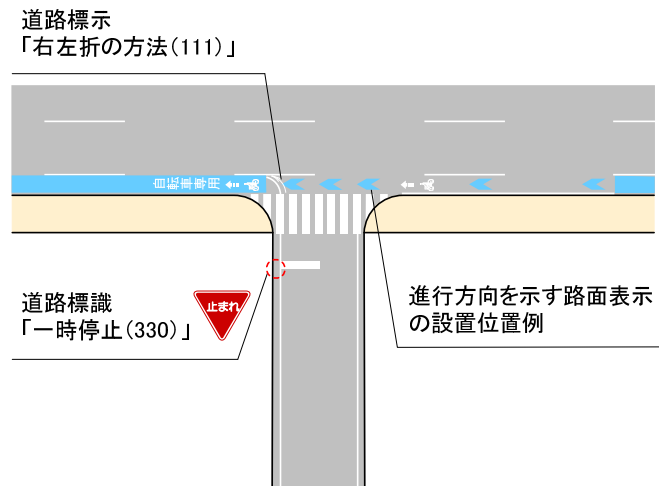 道路標示
「右左折の方法(111)」
自転車専用
道路標識
「一時停止(330)」
止まれ
進行方向を示す路面表示
の設置位置例